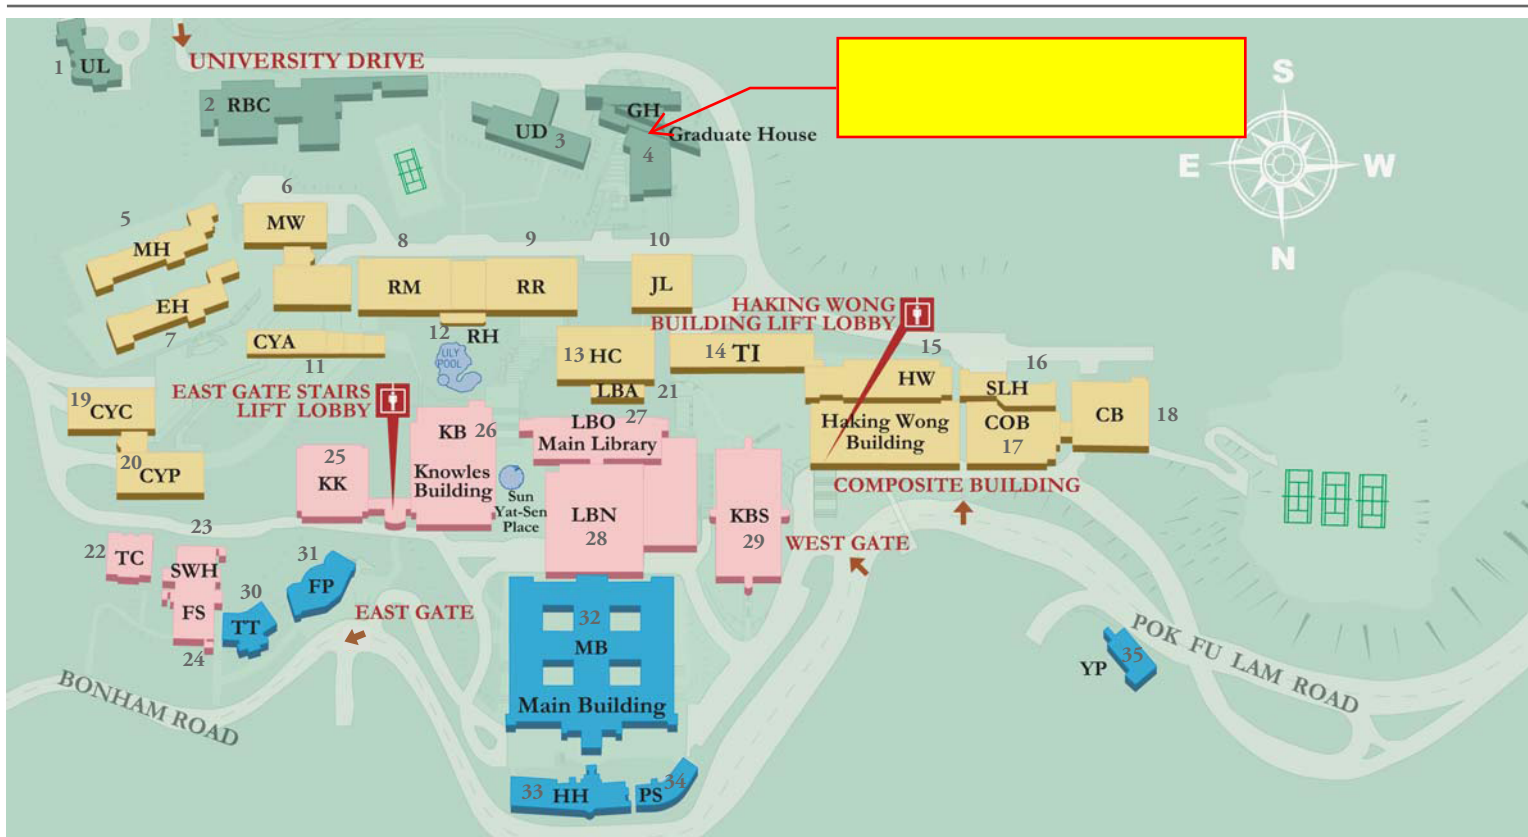 1
UL
UNIVERSITY DRIVE
2
RBC
UD
3
GH
Graduate House
4
S
E
W
N
5
MH
6
MW
EH
7
8
RM
9
RR
10
JL
CYA
11
12
RH
LILY
POOL
13
HC
14
TI
HAKING WONG
BUILDING LIFT LOBBY
15
HW
Haking Wong
Building
16
SLH
COB
17
CB
18
COMPOSITE BUILDING
EAST GATE STAIRS
LIFT LOBBY
19
CYC
20
CYP
LBA
21
LBO
27
Main Library
KB
26
Knowles
Building
25
KK
Sun
Yat-Sen
Place
LBN
28
KBS
29
WEST GATE
22
TC
23
SWH
FS
24
30
TT
31
FP
EAST GATE
32
MB
Main Building
33
HH
PS
34
YP
35
BONHAM ROAD
POK FU LAM ROAD